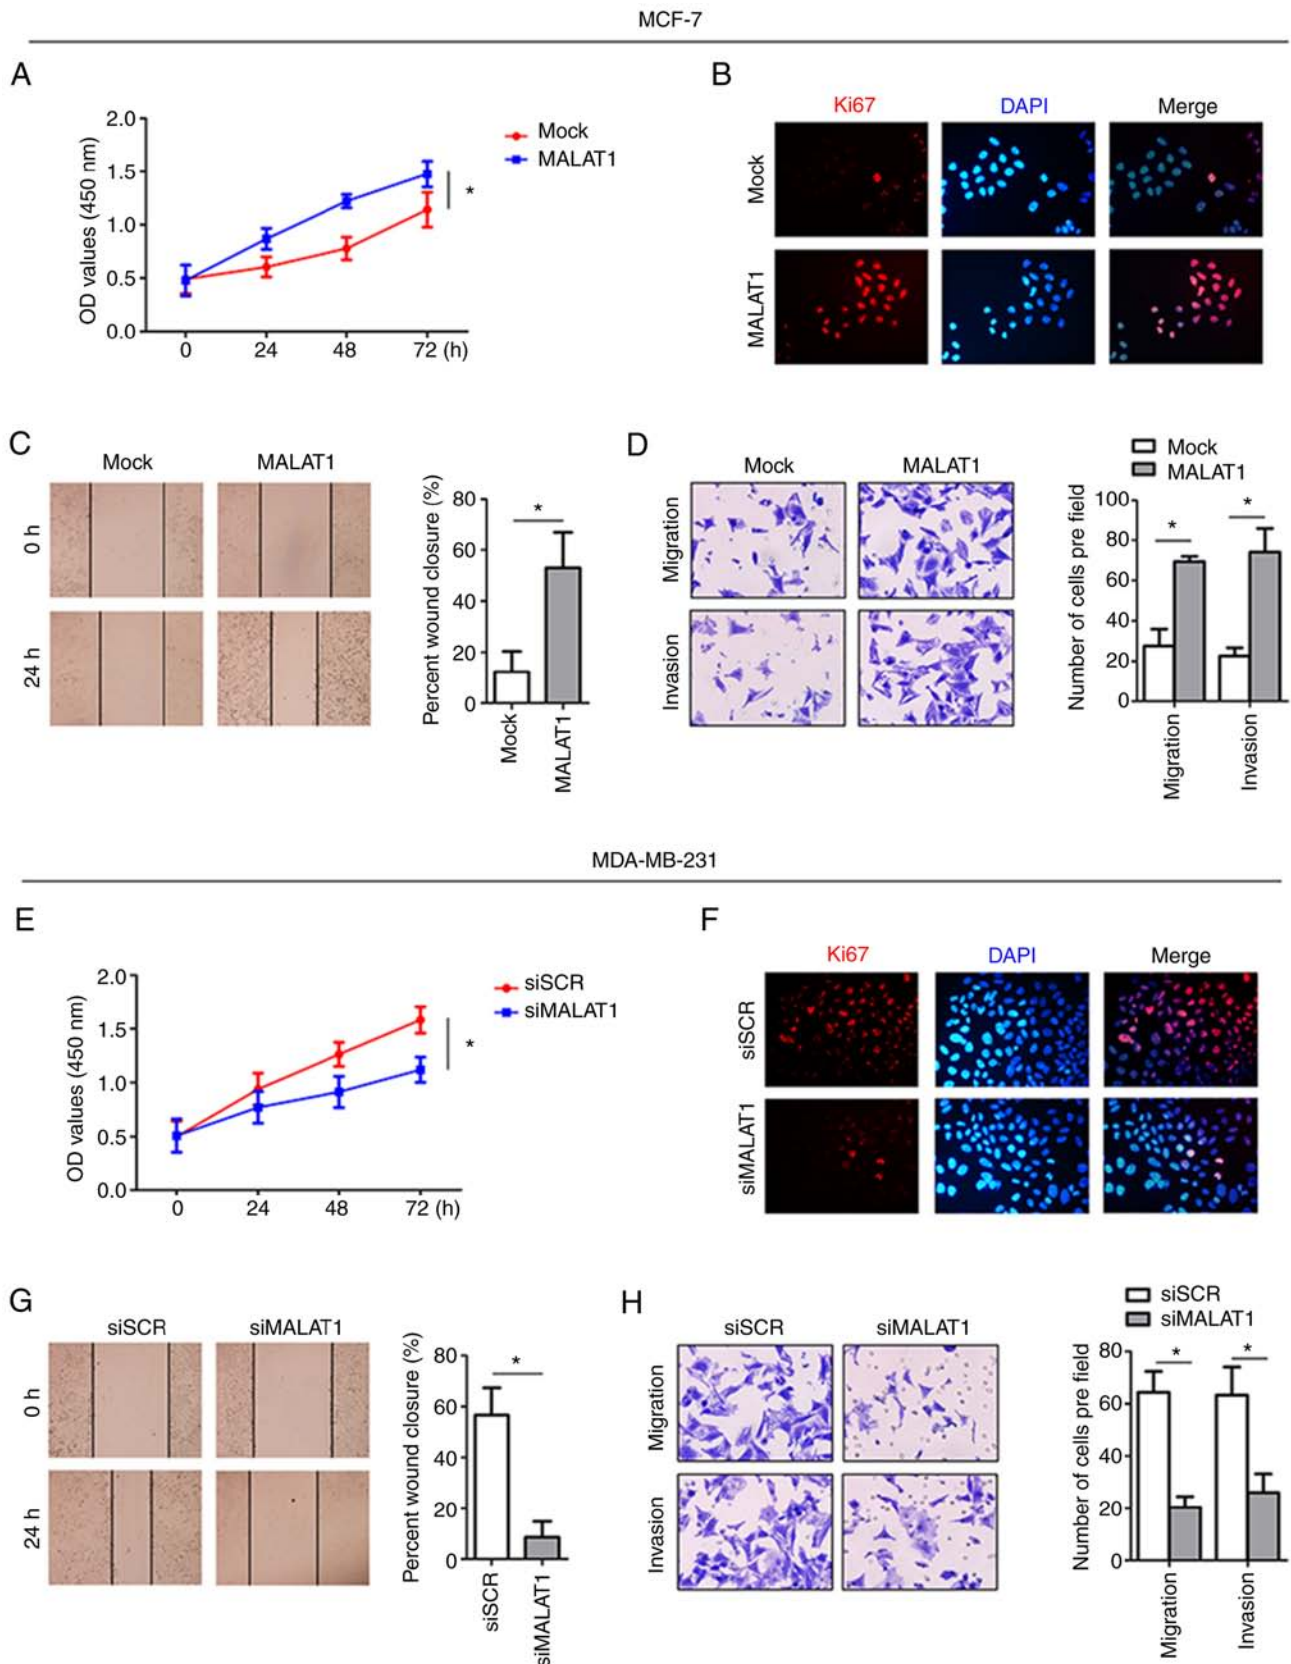 MCF-7
A
OD values (450 nm)
2.0
1.5
1.0
0.5
0.0
0 24 48 72 (h)
Mock
MALAT1
*
B
Ki67 DAPI Merge
Mock
MALAT1
C
Mock MALAT1
0 h
24 h
Percent wound closure (%)
80
60
40
20
0
*
Mock
MALAT1
D
Mock MALAT1
Migration
Invasion
Mock
MALAT1
Number of cells pre field
100
80
60
40
20
0
* *
Migration
Invasion
MDA-MB-231
E
OD values (450 nm)
2.0
1.5
1.0
0.5
0.0
0 24 48 72 (h)
siSCR
siMALAT1
*
F
Ki67 DAPI Merge
siSCR
siMALAT1
G
siSCR siMALAT1
0 h
24 h
Percent wound closure (%)
80
60
40
20
0
*
siSCR
siMALAT1
H
siSCR siMALAT1
Migration
Invasion
siSCR
siMALAT1
Number of cells pre field
80
60
40
20
0
* *
Migration
Invasion